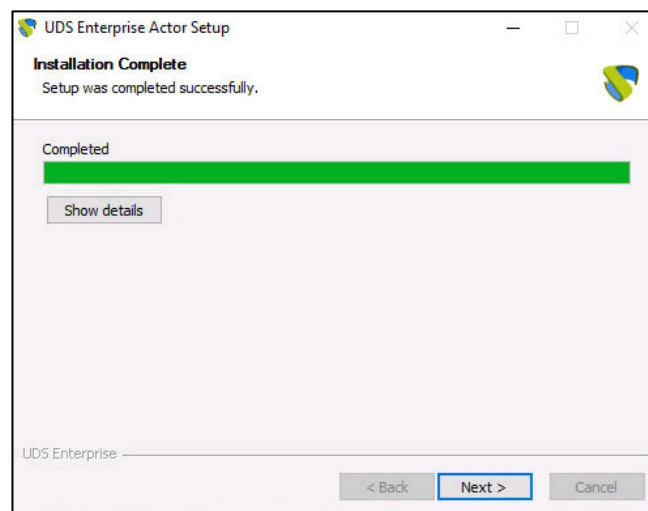 UDS Enterprise Actor Setup
Installation Complete
Setup was completed successfully.
Completed
Show details
UDS Enterprise
< Back
Next >
Cancel